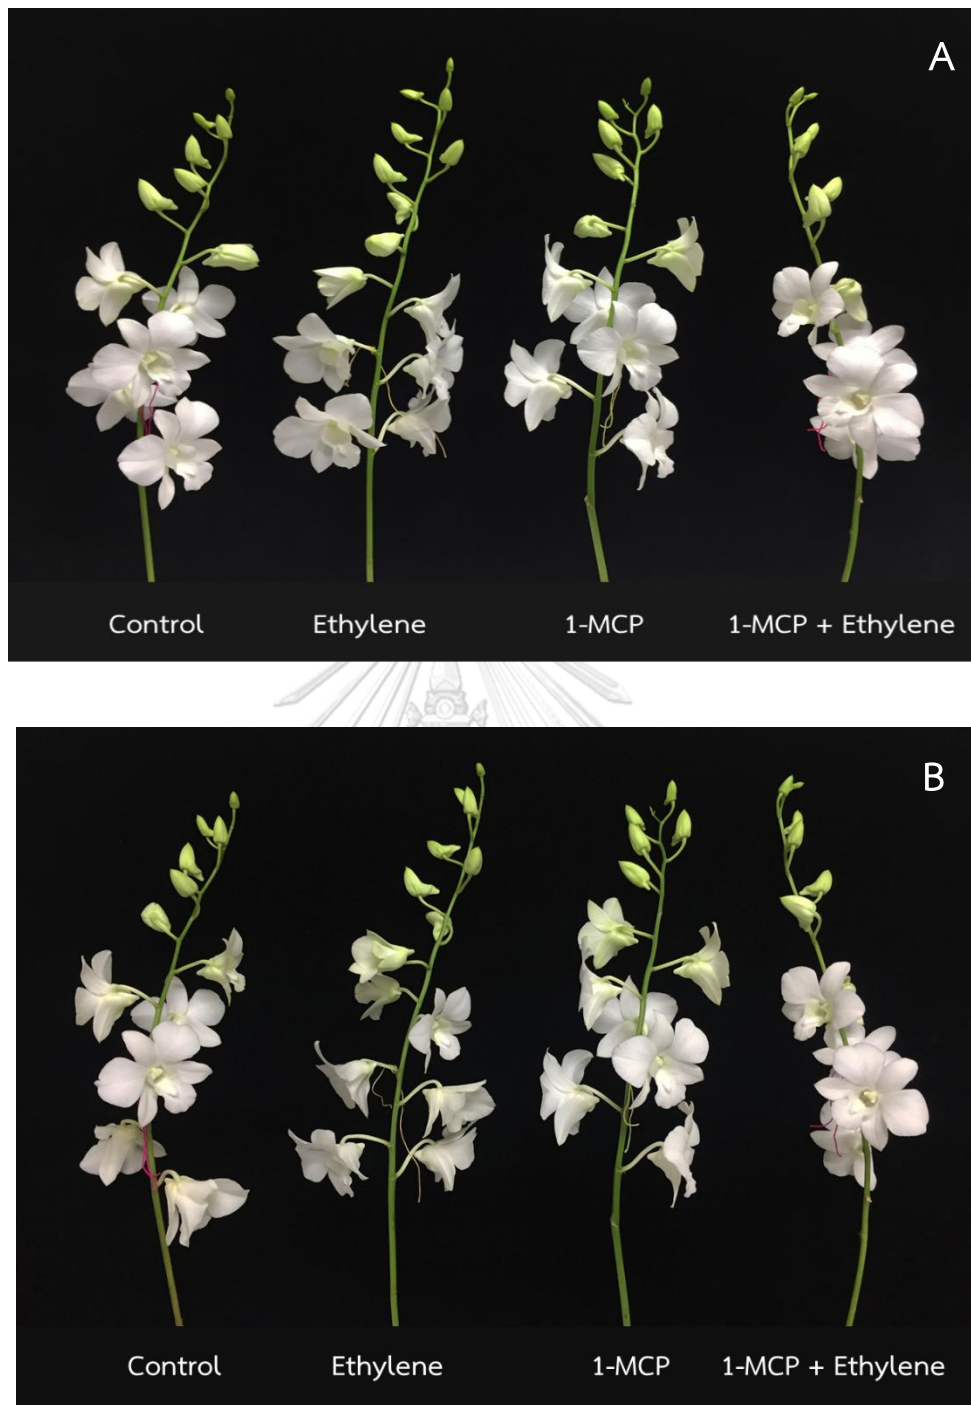 A
Control Ethylene 1-MCP 1-MCP + Ethylene
B
Control Ethylene 1-MCP 1-MCP + Ethylene